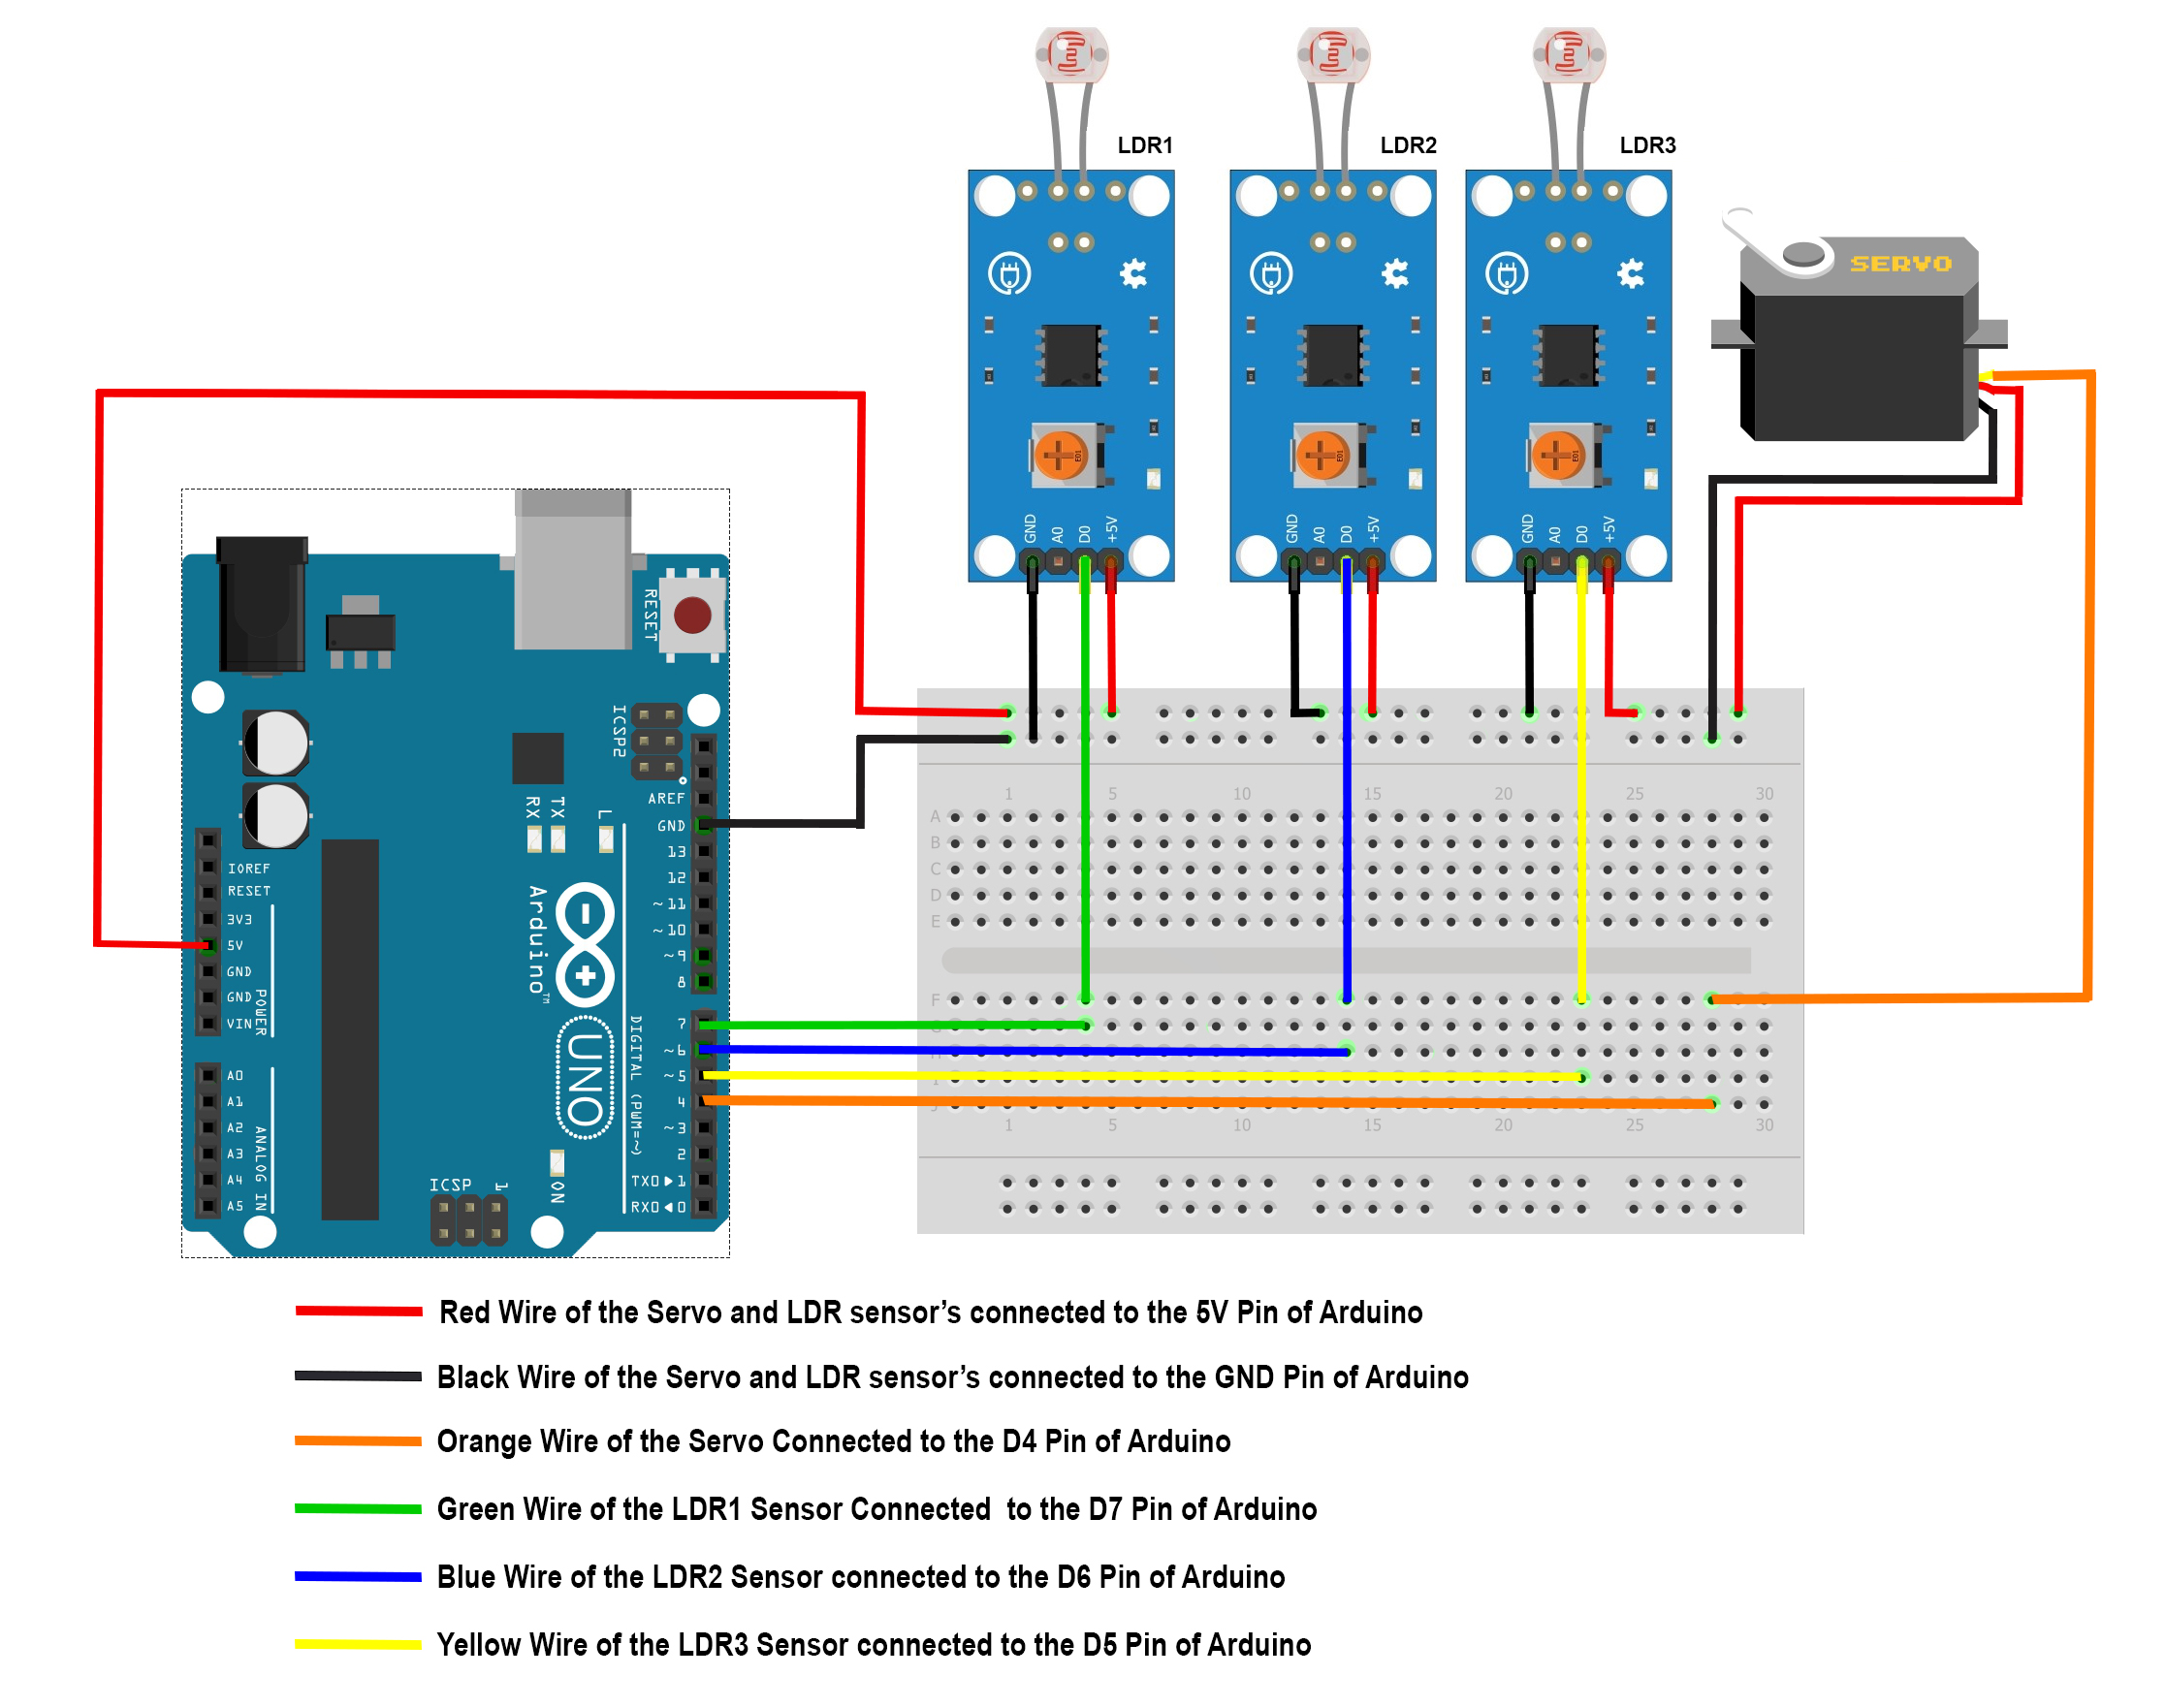 LDR1
LDR2
LDR3
SERVO
E01
E01
E01
GND A0 D0 +5V
GND A0 D0 +5V
GND A0 D0 +5V
RESET
ICSP2
AREF
GND
13
12
~11
~10
~9
8
7
~6
~5
4
~3
2
TX0▶1
RX0◀0
DIGITAL (PWM=~)
RX
TX
L
Arduino™
UNO
ON
ICSP
1
IOREF
RESET
3V3
5V
GND
GND
VIN
POWER
A0
A1
A2
A3
A4
A5
ANALOG IN
1 5 10 15 20 25 30
A
B
C
D
E
F
1 5 10 15 20 25 30
Red Wire of the Servo and LDR sensor’s connected to the 5V Pin of Arduino
Black Wire of the Servo and LDR sensor’s connected to the GND Pin of Arduino
Orange Wire of the Servo Connected to the D4 Pin of Arduino
Green Wire of the LDR1 Sensor Connected to the D7 Pin of Arduino
Blue Wire of the LDR2 Sensor connected to the D6 Pin of Arduino
Yellow Wire of the LDR3 Sensor connected to the D5 Pin of Arduino